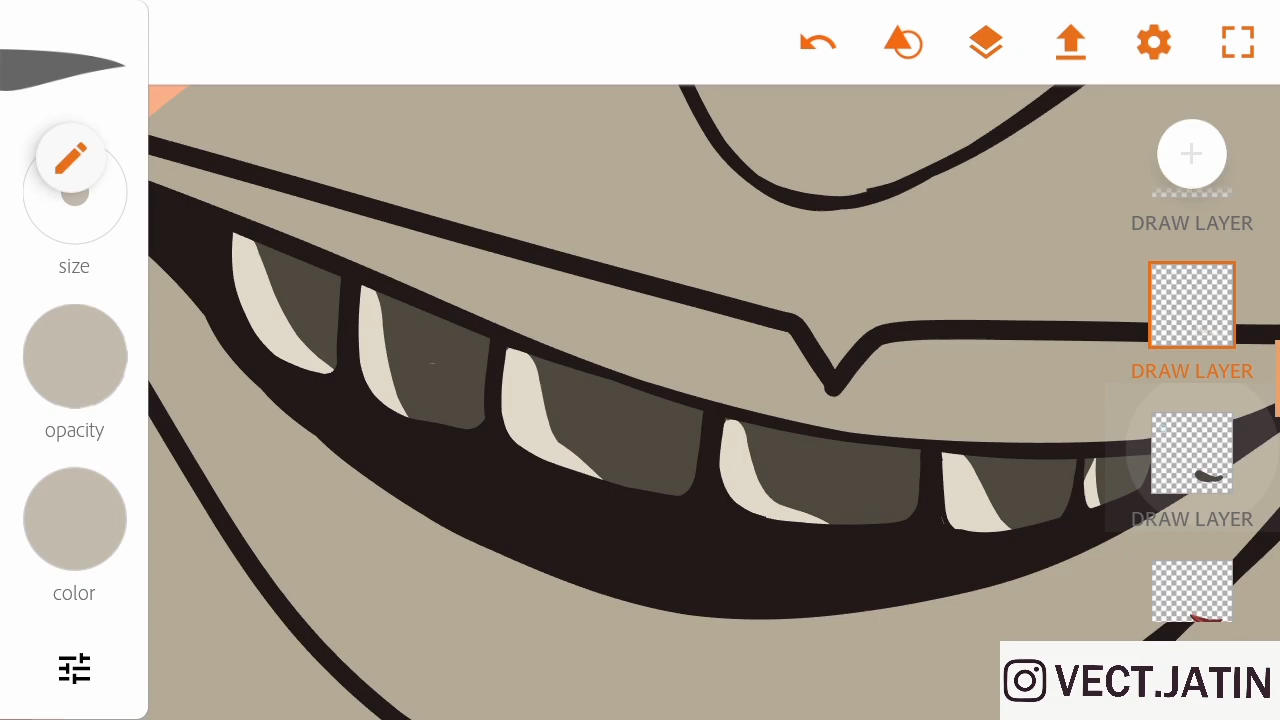 size
opacity
color
DRAW LAYER
DRAW LAYER
DRAW LAYER
VECT.JATIN